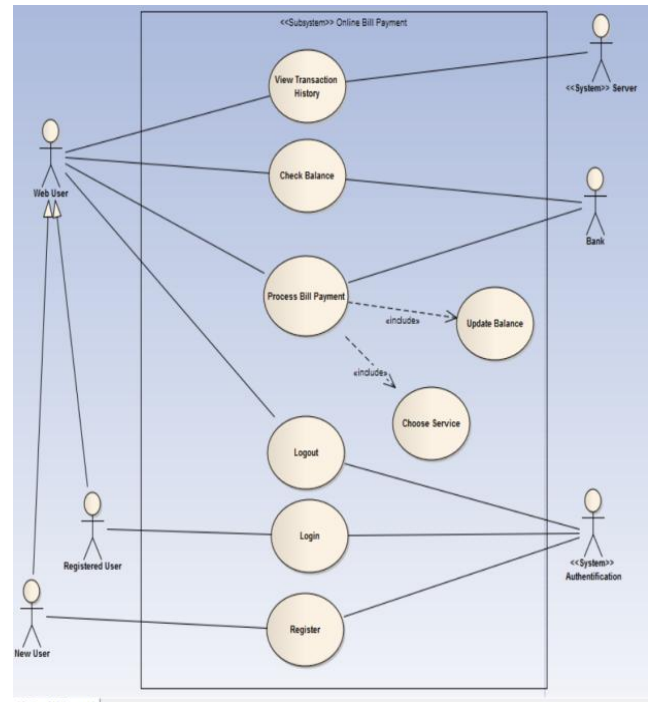 <<Subsystem>> Online Bill Payment
View Transaction
History
<<System>> Server
Web User
Check Balance
Bank
Process Bill Payment
«include»
Update Balance
«include»
Choose Service
Logout
Registered User
Login
<<System>>
Authentification
New User
Register